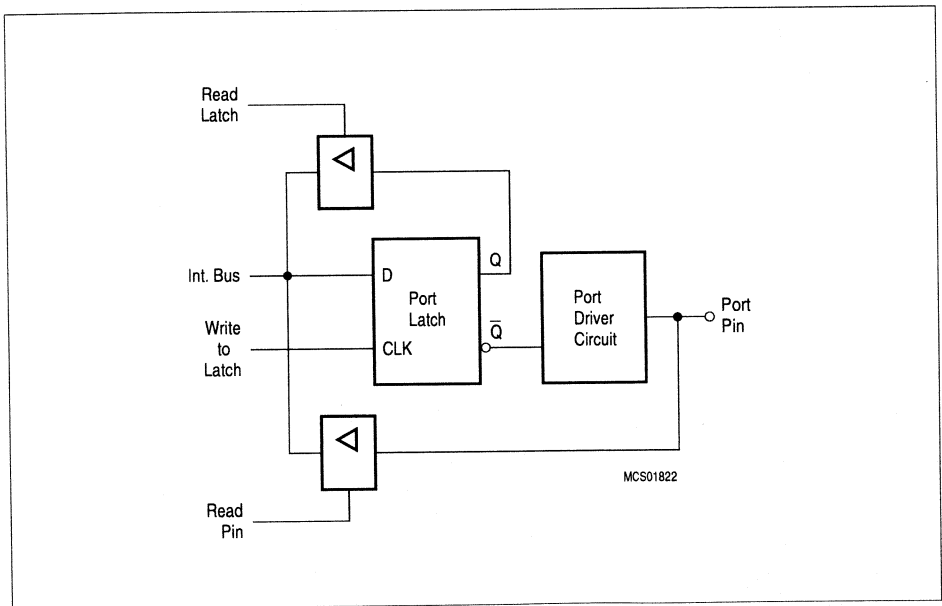 Read
Latch
Int. Bus
Write
to
Latch
D
CLK
Port
Latch
Q
Q̅
Port
Driver
Circuit
Port
Pin
MCS01822
Read
Pin